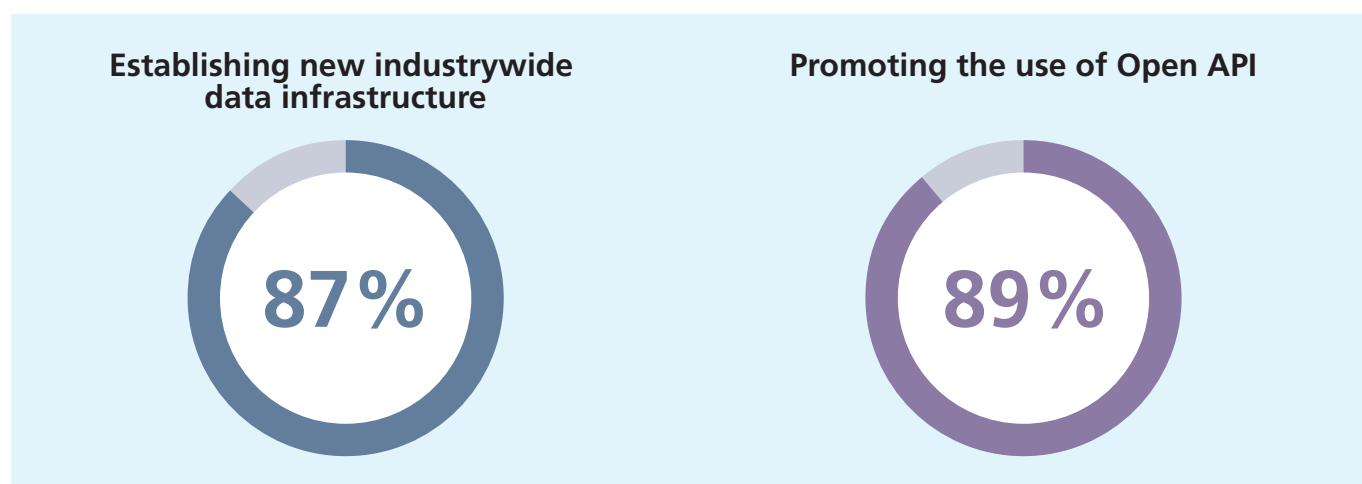 Establishing new industrywide
data infrastructure
87%
Promoting the use of Open API
89%